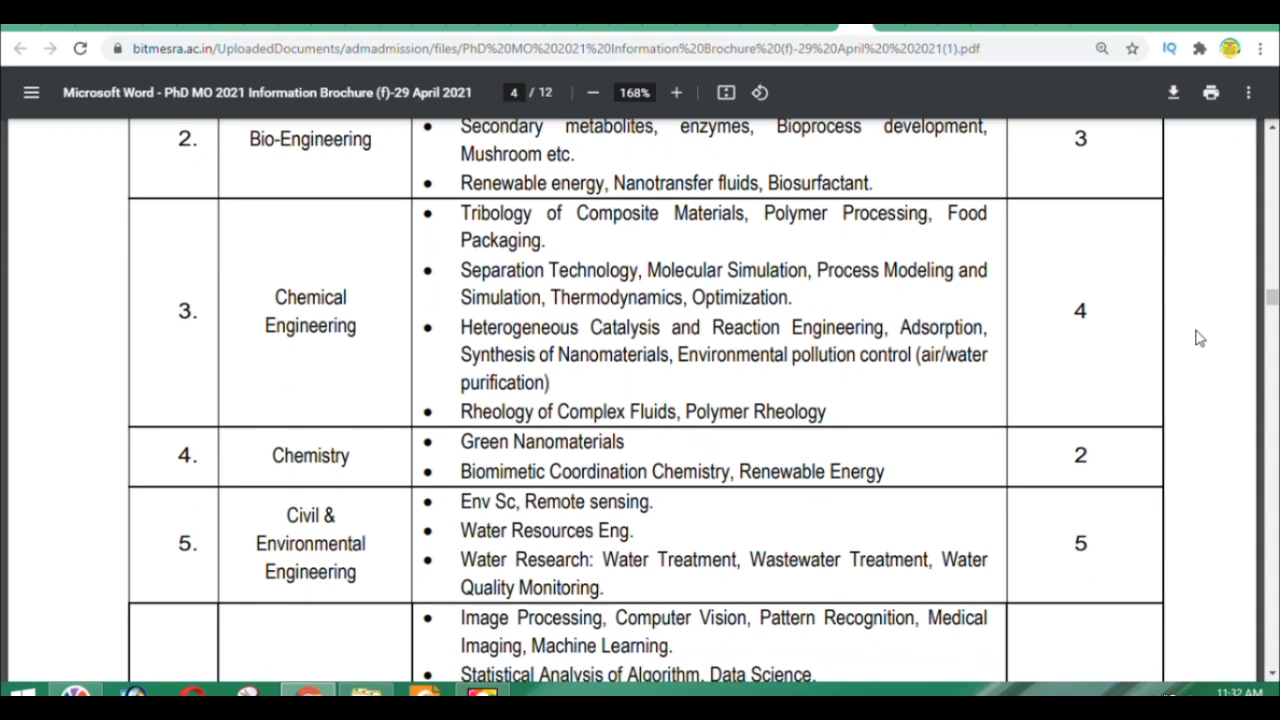 bitmesra.ac.in/UploadedDocuments/admadmission/files/PhD%20MO%202021%20Information%20Brochure%20(f)-29%20April%20%202021(1).pdf
IQ
Microsoft Word - PhD MO 2021 Information Brochure (f)-29 April 2021
4 / 12
168%
2.
Bio-Engineering
Secondary metabolites, enzymes, Bioprocess development,
Mushroom etc.
• Renewable energy, Nanotransfer fluids, Biosurfactant.
3
3.
Chemical
Engineering
• Tribology of Composite Materials, Polymer Processing, Food
Packaging.
• Separation Technology, Molecular Simulation, Process Modeling and
Simulation, Thermodynamics, Optimization.
• Heterogeneous Catalysis and Reaction Engineering, Adsorption,
Synthesis of Nanomaterials, Environmental pollution control (air/water
purification)
• Rheology of Complex Fluids, Polymer Rheology
4
4.
Chemistry
• Green Nanomaterials
• Biomimetic Coordination Chemistry, Renewable Energy
2
5.
Civil &
Environmental
Engineering
• Env Sc, Remote sensing.
• Water Resources Eng.
• Water Research: Water Treatment, Wastewater Treatment, Water
Quality Monitoring.
5
• Image Processing, Computer Vision, Pattern Recognition, Medical
Imaging, Machine Learning.
• Statistical Analysis of Algorithm, Data Science.
11:32 AM